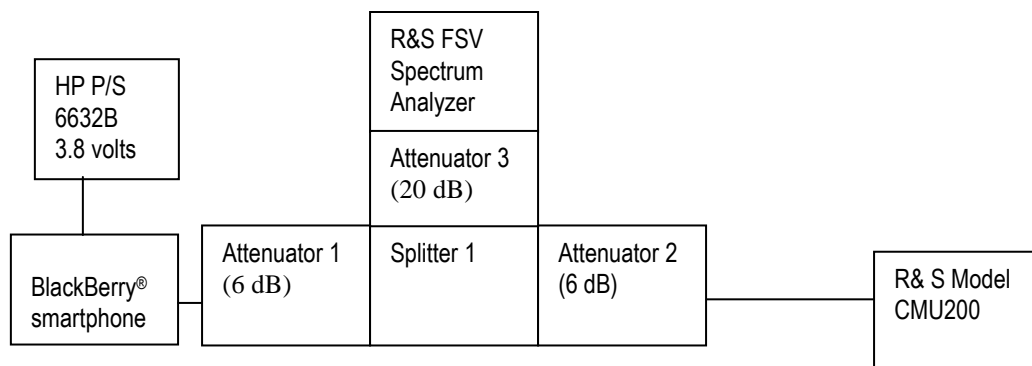 R&S FSV
Spectrum
Analyzer
HP P/S
6632B
3.8 volts
Attenuator 3
(20 dB)
BlackBerry®
smartphone
Attenuator 1
(6 dB)
Splitter 1
Attenuator 2
(6 dB)
R& S Model
CMU200